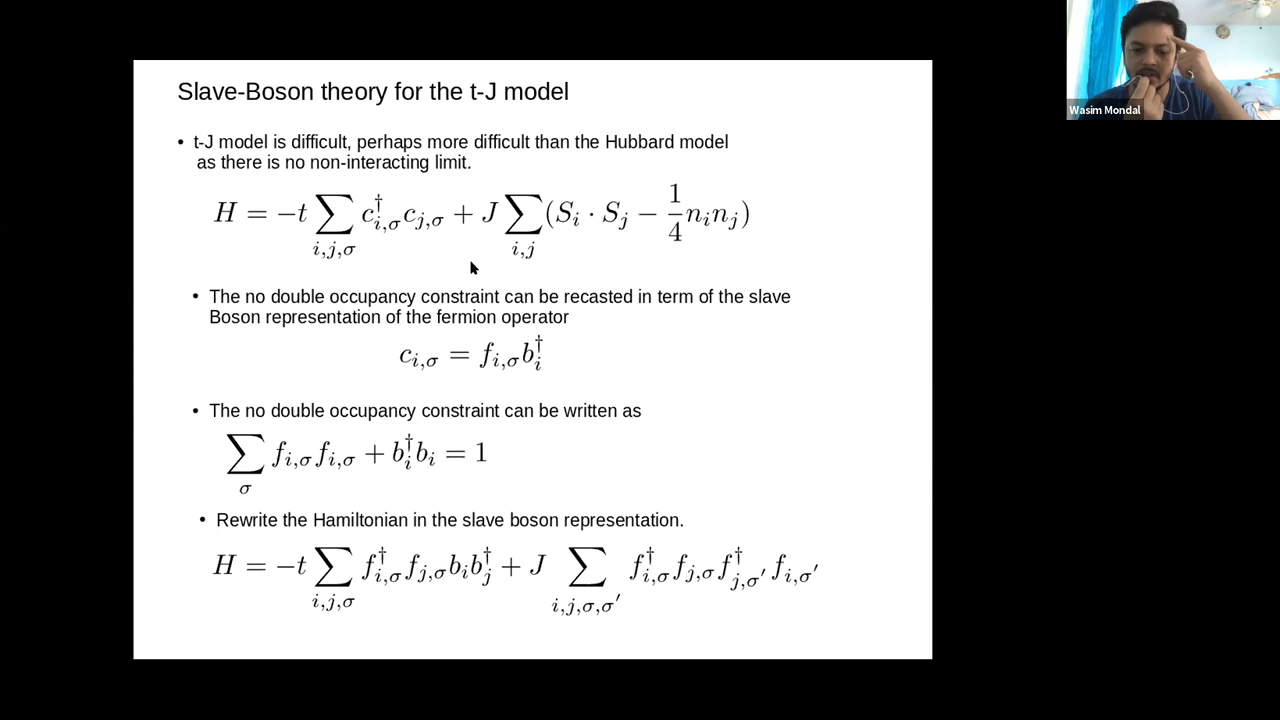 Slave-Boson theory for the t-J model
• t-J model is difficult, perhaps more difficult than the Hubbard model
as there is no non-interacting limit.
H = −t ∑_{i,j,σ} c†_{i,σ} c_{j,σ} + J ∑_{i,j} (S_i · S_j − 1/4 n_i n_j)
• The no double occupancy constraint can be recasted in term of the slave
Boson representation of the fermion operator
c_{i,σ} = f_{i,σ} b†_i
• The no double occupancy constraint can be written as
∑_σ f_{i,σ} f_{i,σ} + b†_i b_i = 1
• Rewrite the Hamiltonian in the slave boson representation.
H = −t ∑_{i,j,σ} f†_{i,σ} f_{j,σ} b_i b†_j + J ∑_{i,j,σ,σ′} f†_{i,σ} f_{j,σ} f†_{j,σ′} f_{i,σ′}
Wasim Mondal